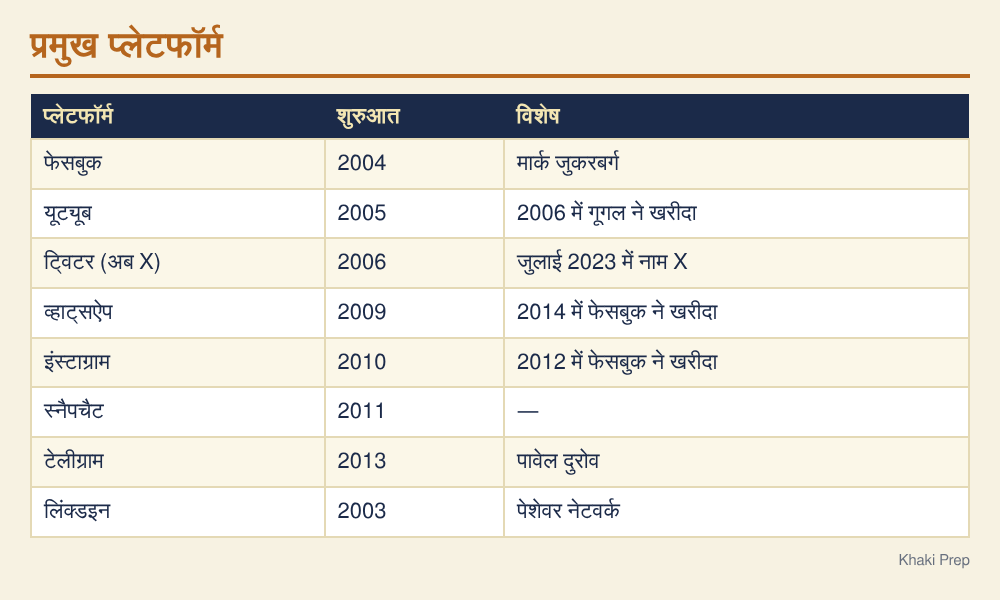 प्रमुख प्लेटफॉर्म
प्लेटफॉर्म शुरुआत विशेष
फेसबुक 2004 मार्क जुकरबर्ग
यूट्यूब 2005 2006 में गूगल ने खरीदा
ट्विटर (अब X) 2006 जुलाई 2023 में नाम X
व्हाट्सऐप 2009 2014 में फेसबुक ने खरीदा
इंस्टाग्राम 2010 2012 में फेसबुक ने खरीदा
स्नैपचैट 2011 —
टेलीग्राम 2013 पावेल दुरोव
लिंक्डइन 2003 पेशेवर नेटवर्क
Khaki Prep